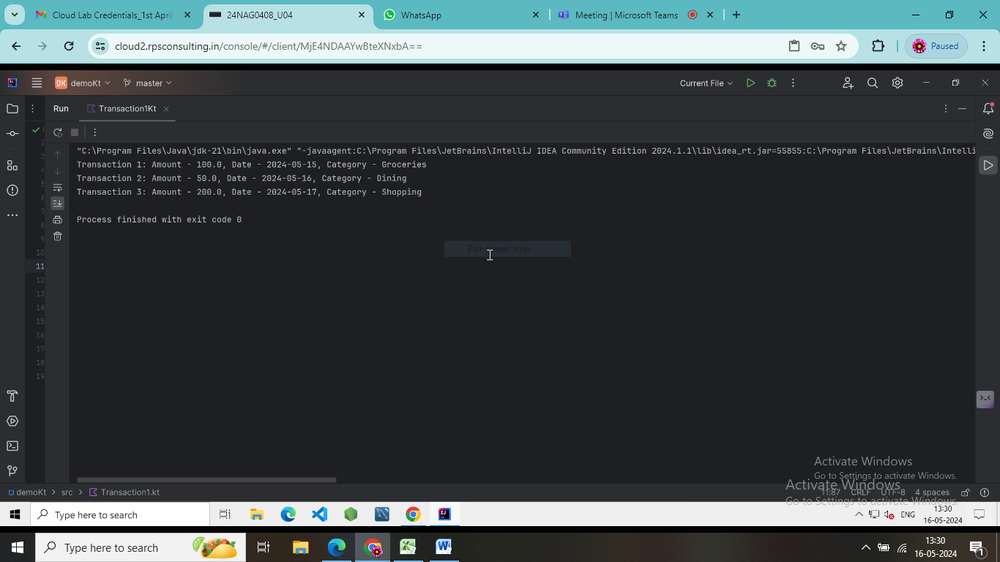 Cloud Lab Credentials_1st April
24NAG0408_U04
WhatsApp
Meeting | Microsoft Teams
cloud2.rpsconsulting.in/console/#/client/MjE4NDAAYwBteXNxbA==
Paused
DK demoKt
master
Current File
Run
Transaction1Kt
"C:\Program Files\Java\jdk-21\bin\java.exe" "-javaagent:C:\Program Files\JetBrains\IntelliJ IDEA Community Edition 2024.1.1\lib\idea_rt.jar=55855:C:\Program Files\JetBrains\Intelli
Transaction 1: Amount - 100.0, Date - 2024-05-15, Category - Groceries
Transaction 2: Amount - 50.0, Date - 2024-05-16, Category - Dining
Transaction 3: Amount - 200.0, Date - 2024-05-17, Category - Shopping
Process finished with exit code 0
Full-screen Snip
2
3
4
5
6
7
8
9
10
11
12
13
14
15
16
17
18
19
Activate Windows
Go to Settings to activate Windows.
Activate Windows
Go to Settings to activate Windows.
demoKt > src > Transaction1.kt
11:87 CRLF UTF-8 4 spaces
Type here to search
ENG
13:30
16-05-2024
Type here to search
13:30
16-05-2024
1